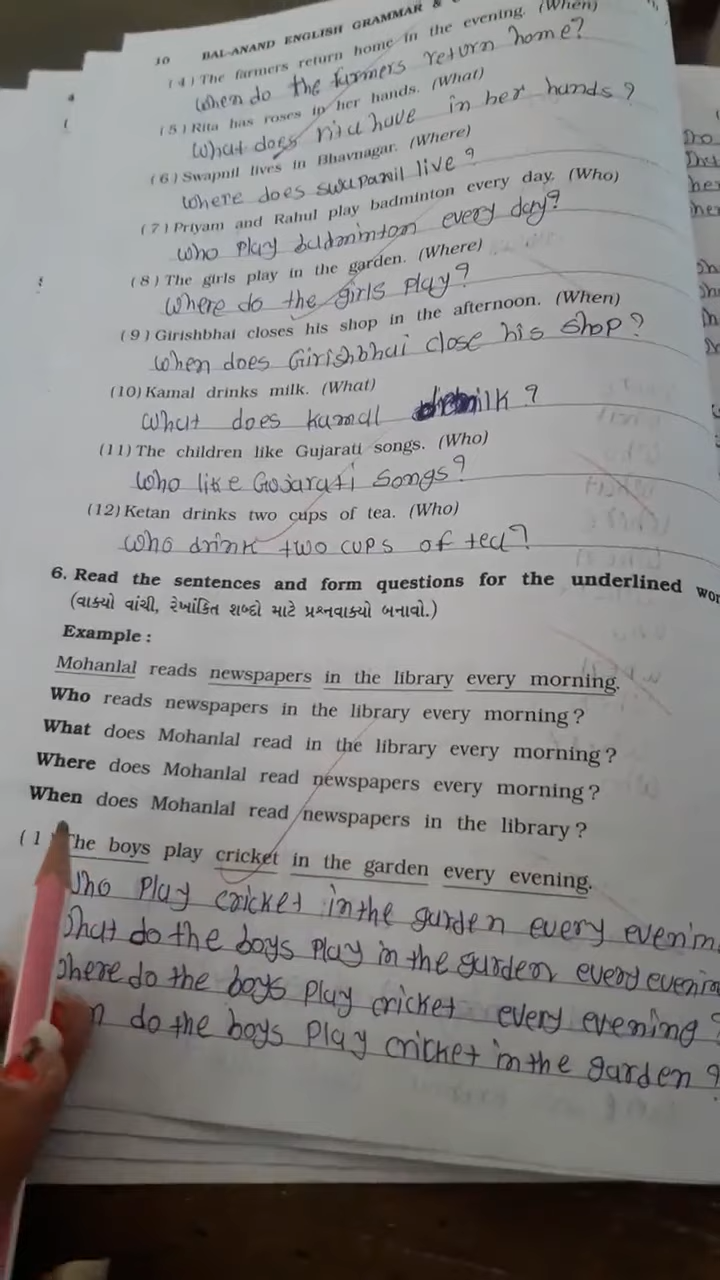 10 BAL-ANAND ENGLISH GRAMMAR &
(4) The farmers return home in the evening. (When)
When do the farmers return home?
(5) Rita has roses in her hands. (What)
What does rita have in her hands?
(6) Swapnil lives in Bhavnagar. (Where)
Where does swapanil live?
(7) Priyam and Rahul play badminton every day. (Who)
Who play badminton every day?
(8) The girls play in the garden. (Where)
Where do the girls play?
(9) Girishbhai closes his shop in the afternoon. (When)
When does Girishbhai close his shop?
(10) Kamal drinks milk. (What)
What does kamal ?
(11) The children like Gujarati songs. (Who)
Who like Gojarati Songs?
(12) Ketan drinks two cups of tea. (Who)
Who drink two cups of tea?
6. Read the sentences and form questions for the underlined
(વાક્યો વાંચી, રેખાંકિત શબ્દો માટે પ્રશ્નવાક્યો બનાવો.)
Example :
Mohanlal reads newspapers in the library every morning.
Who reads newspapers in the library every morning?
What does Mohanlal read in the library every morning?
Where does Mohanlal read newspapers every morning?
When does Mohanlal read newspapers in the library?
(1 The boys play cricket in the garden every evening.
Who Play cricket in the garden every
What do the boys Play in the garden every
Where do the boys Play cricket every evening?
do the boys Play cricket in the garden?